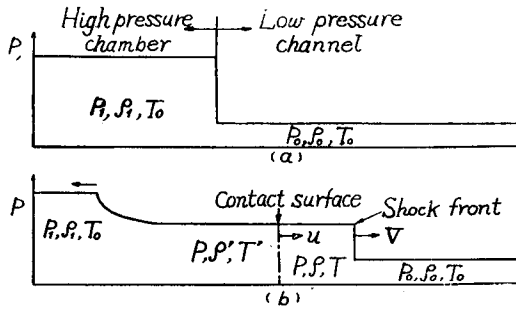 High pressure chamber
Low pressure channel
P,
P₁, ρ₁, T₀
P₀, ρ₀, T₀
(a)
P
Contact surface
Shock front
P₁, ρ₁, T₀
u
V
P, ρ', T'
P, ρ, T
P₀, ρ₀, T₀
(b)